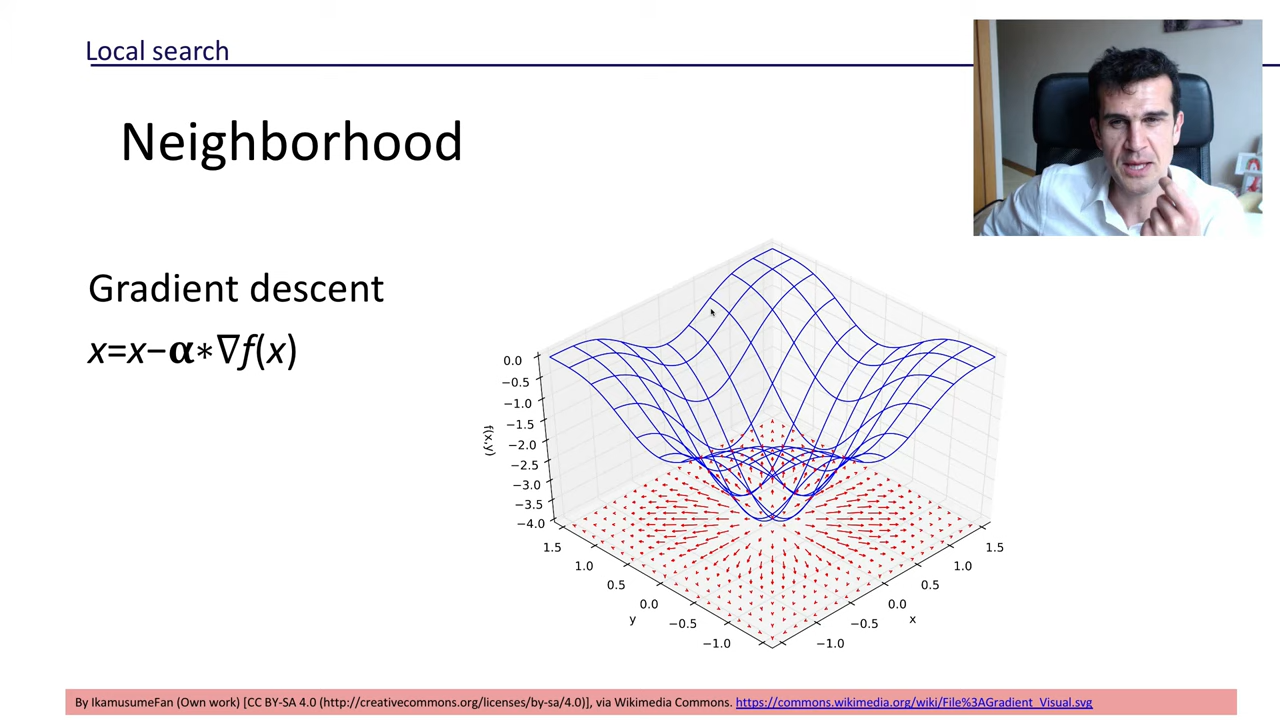 Local search
Neighborhood
Gradient descent
x=x−α∗∇f(x)
0.0
−0.5
−1.0
−1.5
−2.0
−2.5
−3.0
−3.5
−4.0
f(x,y)
1.5
1.0
0.5
0.0
−0.5
−1.0
y
1.5
1.0
0.5
0.0
−0.5
−1.0
x
By IkamusumeFan (Own work) [CC BY-SA 4.0 (http://creativecommons.org/licenses/by-sa/4.0)], via Wikimedia Commons. https://commons.wikimedia.org/wiki/File%3AGradient_Visual.svg